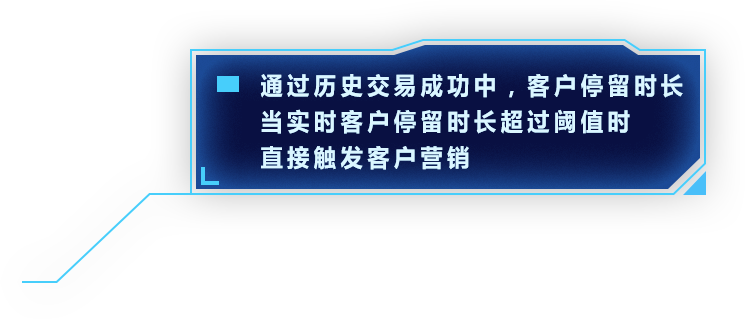 通过历史交易成功中，客户停留时长
当实时客户停留时长超过阈值时
直接触发客户营销